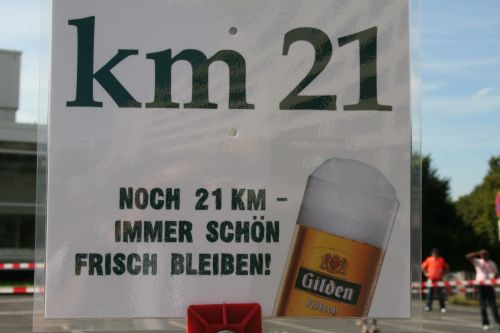 km 21
NOCH 21 KM -
IMMER SCHÖN
FRISCH BLEIBEN!
Gilden
Kölsch